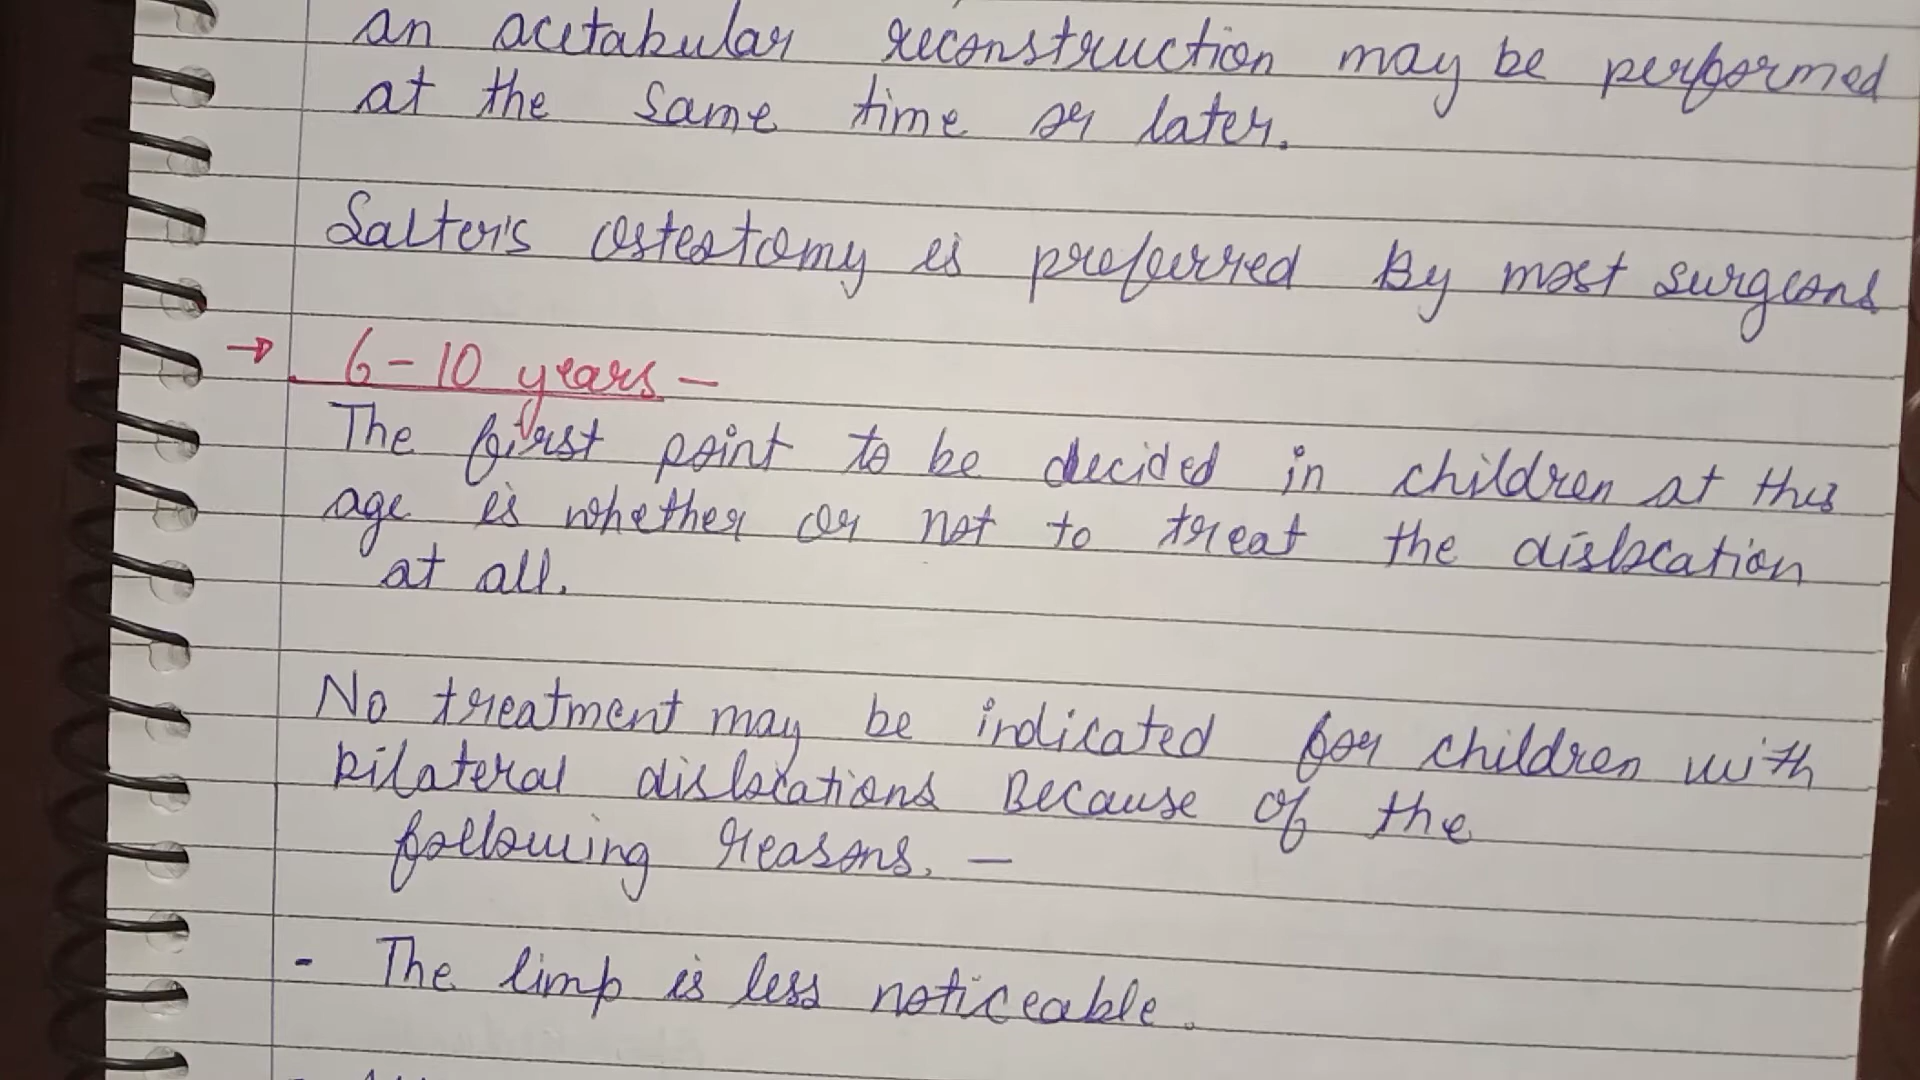 an acetabular reconstruction may be performed
at the same time or later.
Salter's osteotomy is preferred By most surgeons
→ 6-10 years -
The first point to be decided in children at this
age is whether or not to treat the dislocation
at all.
No treatment may be indicated for children with
bilateral dislocations Because of the
following reasons. -
- The limp is less noticeable.